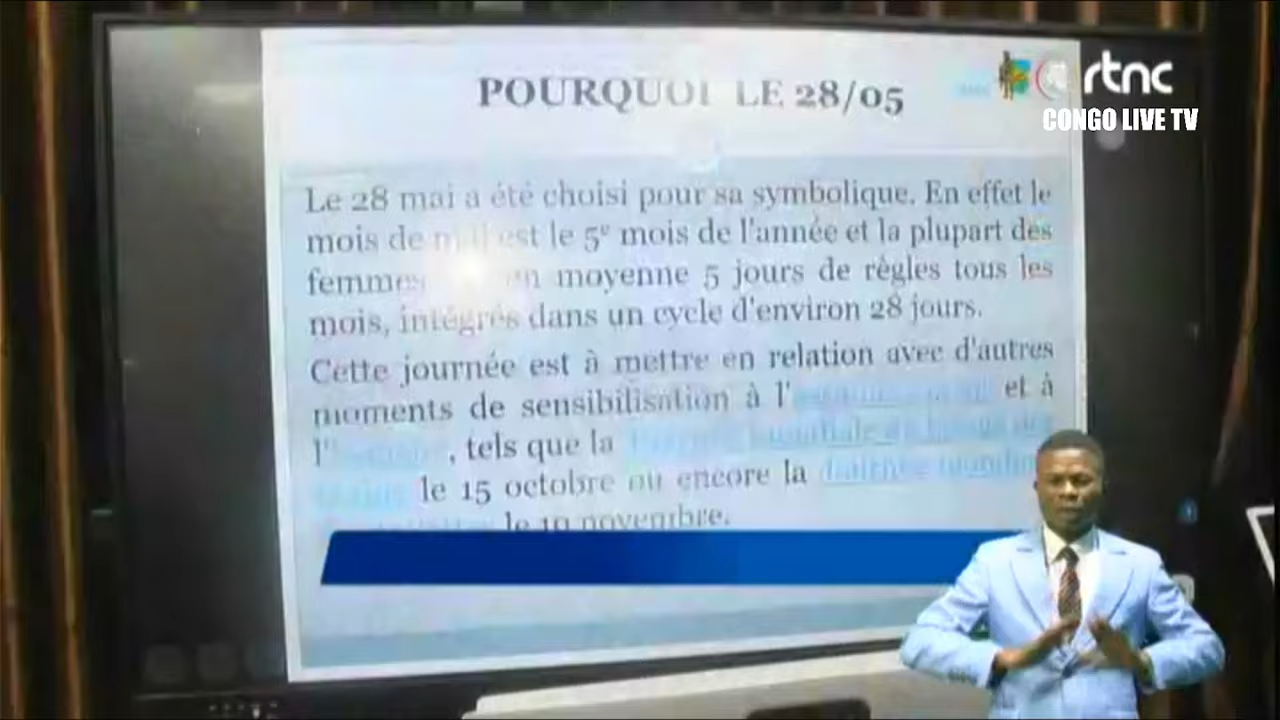 POURQUOI LE 28/05
rtnc
CONGO LIVE TV
Le 28 mai a été choisi pour sa symbolique. En effet le
mois de mai est le 5e mois de l'année et la plupart des
femmes en moyenne 5 jours de règles tous les
mois, intégrés dans un cycle d'environ 28 jours.
Cette journée est à mettre en relation avec d'autres
moments de sensibilisation à l' et à
l' , tels que la
le 15 octobre ou encore la
le 19 novembre.